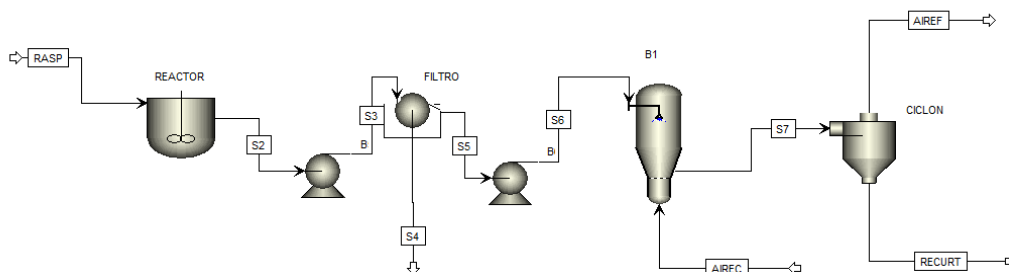 RASP
REACTOR
S2
B
S3
FILTRO
S4
S5
S6
B1
AIREC
S7
AIREF
CICLON
RECURT